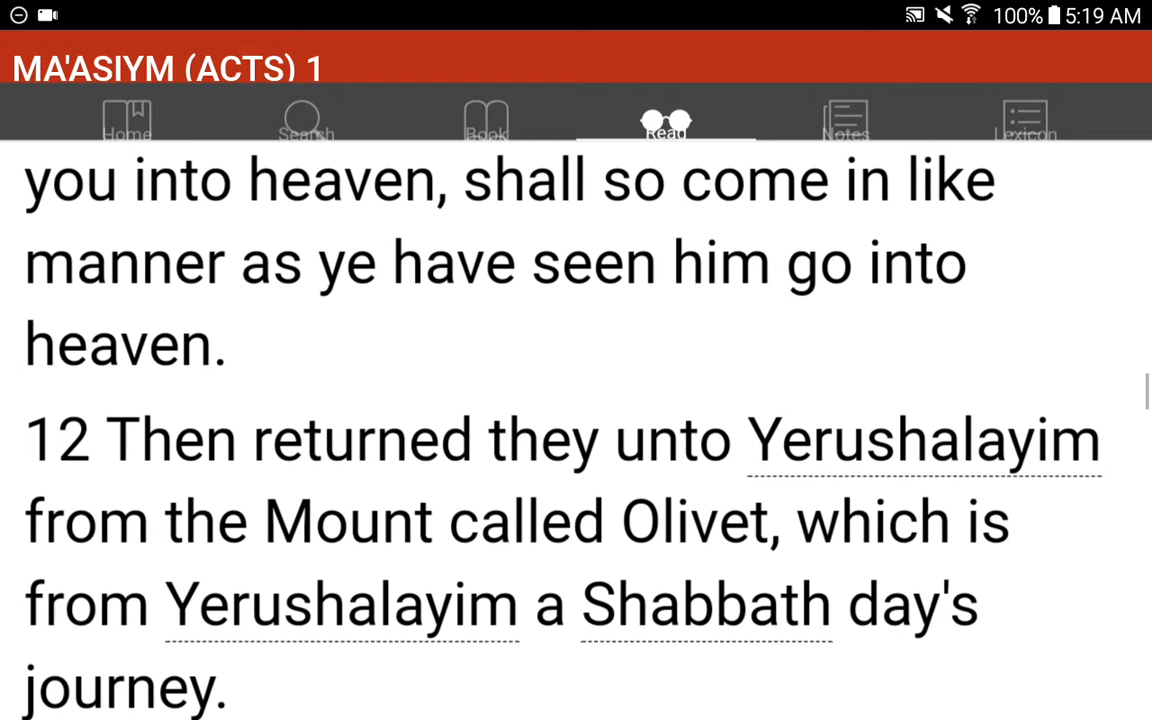 100% 5:19 AM
MA'ASIYM (ACTS) 1
Home Search Book Read Notes Lexicon
you into heaven, shall so come in like
manner as ye have seen him go into
heaven.
12 Then returned they unto Yerushalayim
from the Mount called Olivet, which is
from Yerushalayim a Shabbath day's
journey.